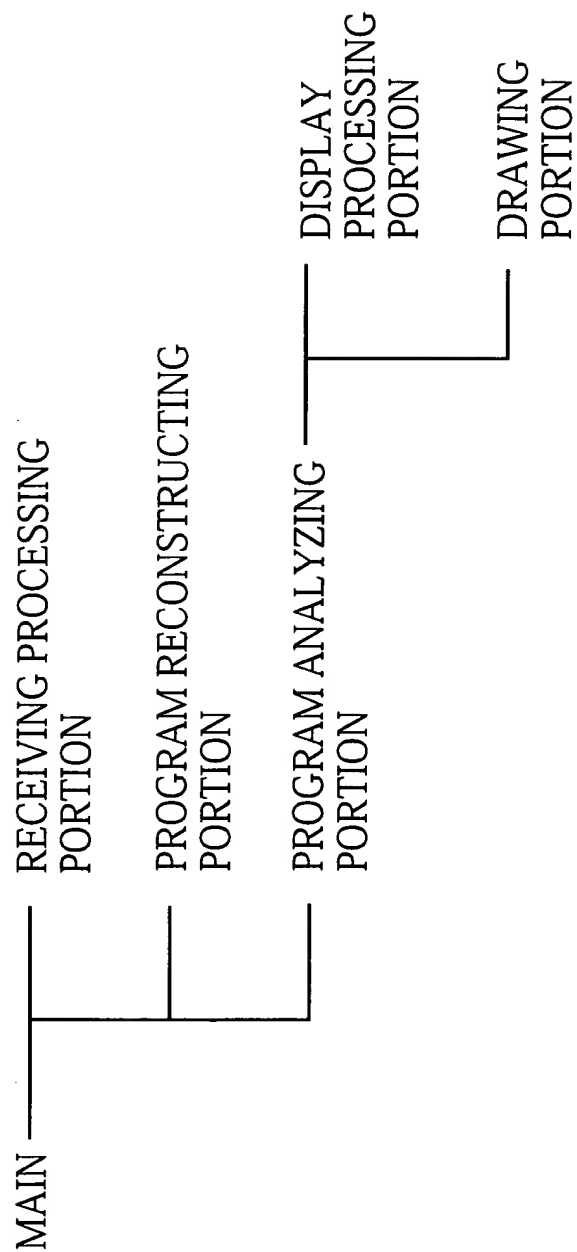 MAIN
RECEIVING PROCESSING
PORTION
PROGRAM RECONSTRUCTING
PORTION
PROGRAM ANALYZING
PORTION
DISPLAY
PROCESSING
PORTION
DRAWING
PORTION